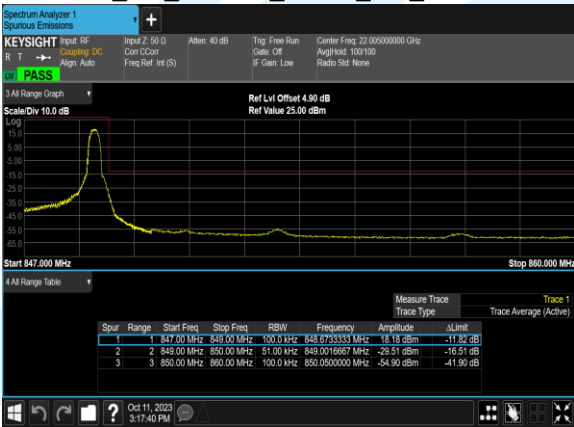 Spectrum Analyzer 1
Spurious Emissions
KEYSIGHT Input: RF Input Z: 50 Ω Atten: 40 dB Trig: Free Run Center Freq: 22.005000000 GHz
R T Coupling: DC Corr CCorr Gate: Off Avg|Hold: 100/100
Align: Auto Freq Ref: Int (S) IF Gain: Low Radio Std: None
PASS
3 All Range Graph
Ref Lvl Offset 4.90 dB
Scale/Div 10.0 dB Ref Value 25.00 dBm
Log
15.0
5.00
-5.00
-15.0
-25.0
-35.0
-45.0
-55.0
-65.0
Start 847.000 MHz Stop 860.000 MHz
4 All Range Table
Measure Trace Trace 1
Trace Type Trace Average (Active)
Spur Range Start Freq Stop Freq RBW Frequency Amplitude ΔLimit
1 1 847.00 MHz 849.00 MHz 100.0 kHz 848.6733333 MHz 18.18 dBm -11.82 dB
2 2 849.00 MHz 850.00 MHz 51.00 kHz 849.0016667 MHz -29.51 dBm -16.51 dB
3 3 850.00 MHz 860.00 MHz 100.0 kHz 850.0500000 MHz -54.90 dBm -41.90 dB
? Oct 11, 2023
3:17:40 PM